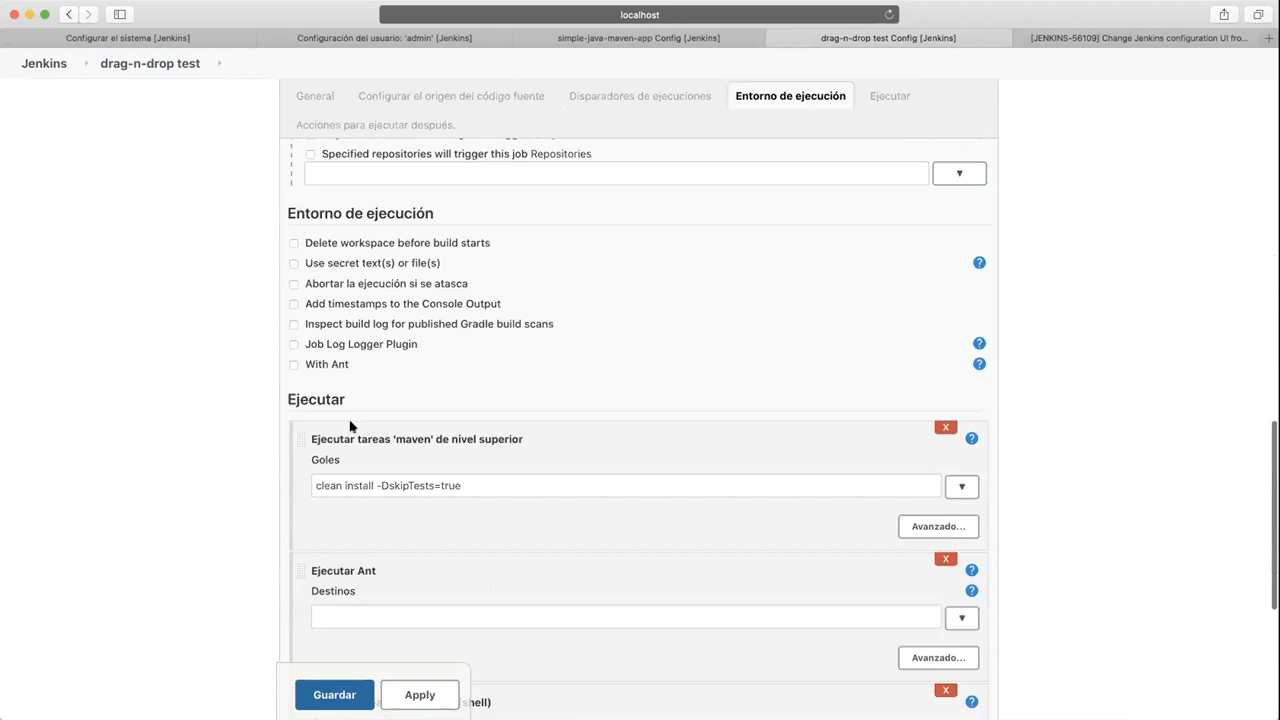 localhost
Configurar el sistema [Jenkins]
Configuración del usuario: 'admin' [Jenkins]
simple-java-maven-app Config [Jenkins]
drag-n-drop test Config [Jenkins]
[JENKINS-56109] Change Jenkins configuration UI fro...
Jenkins
drag-n-drop test
General
Configurar el origen del código fuente
Disparadores de ejecuciones
Entorno de ejecución
Ejecutar
Acciones para ejecutar después.
Specified repositories will trigger this job Repositories
Entorno de ejecución
Delete workspace before build starts
Use secret text(s) or file(s)
Abortar la ejecución si se atasca
Add timestamps to the Console Output
Inspect build log for published Gradle build scans
Job Log Logger Plugin
With Ant
Ejecutar
X
Ejecutar tareas 'maven' de nivel superior
Goles
clean install -DskipTests=true
Avanzado...
X
Ejecutar Ant
Destinos
Avanzado...
X
shell)
Guardar
Apply